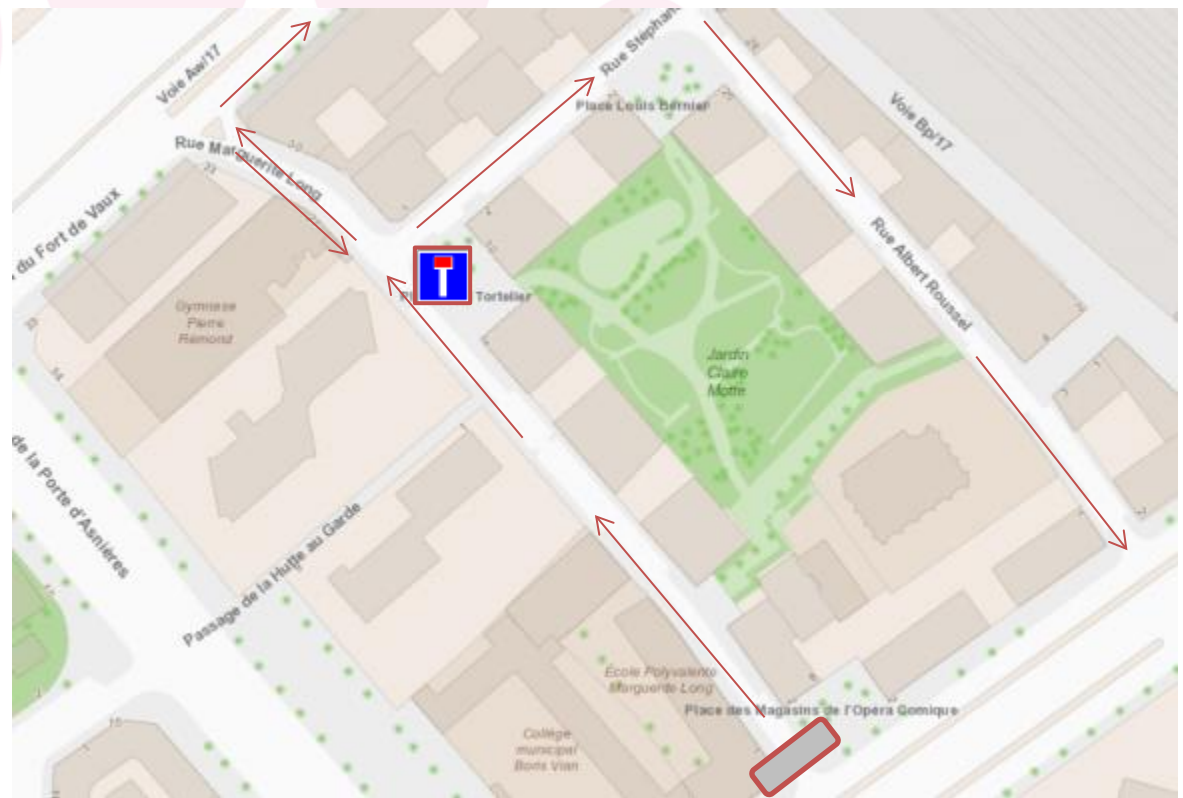 Voie Aw/17
Rue Stéphan
Place Louis Bernier
Voie Bp/17
Rue Marguerite Long
du Fort de Vaux
Tortelier
Gymnase
Pierre
Rémond
Rue Albert Roussel
Jardin
Claire
Motte
de la Porte d'Asnières
Passage de la Hutte au Garde
École Polyvalente
Marguerite Long
Place des Magasins de l'Opéra Comique
Collège
municipal
Boris Vian